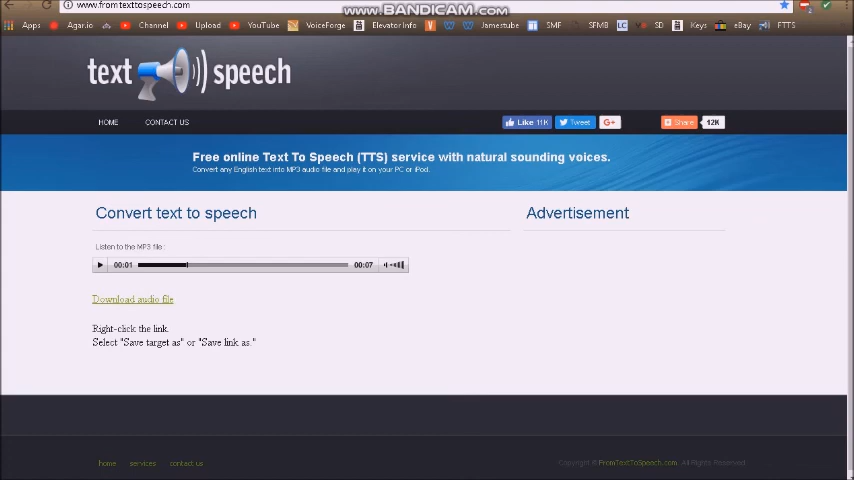 www.fromtexttospeech.com
www.BANDICAM.com
Apps Agar.io Channel Upload YouTube VoiceForge Elevator Info Jamestube SMF SFMB SD Keys eBay FTTS
text speech
HOME CONTACT US Like 11K Tweet G+ Share 12K
Free online Text To Speech (TTS) service with natural sounding voices.
Convert any English text into MP3 audio file and play it on your PC or iPod.
Convert text to speech Advertisement
Listen to the MP3 file:
00:01 00:07
Download audio file
Right-click the link.
Select "Save target as" or "Save link as."
home services contact us Copyright © FromTextToSpeech.com. All Rights Reserved.